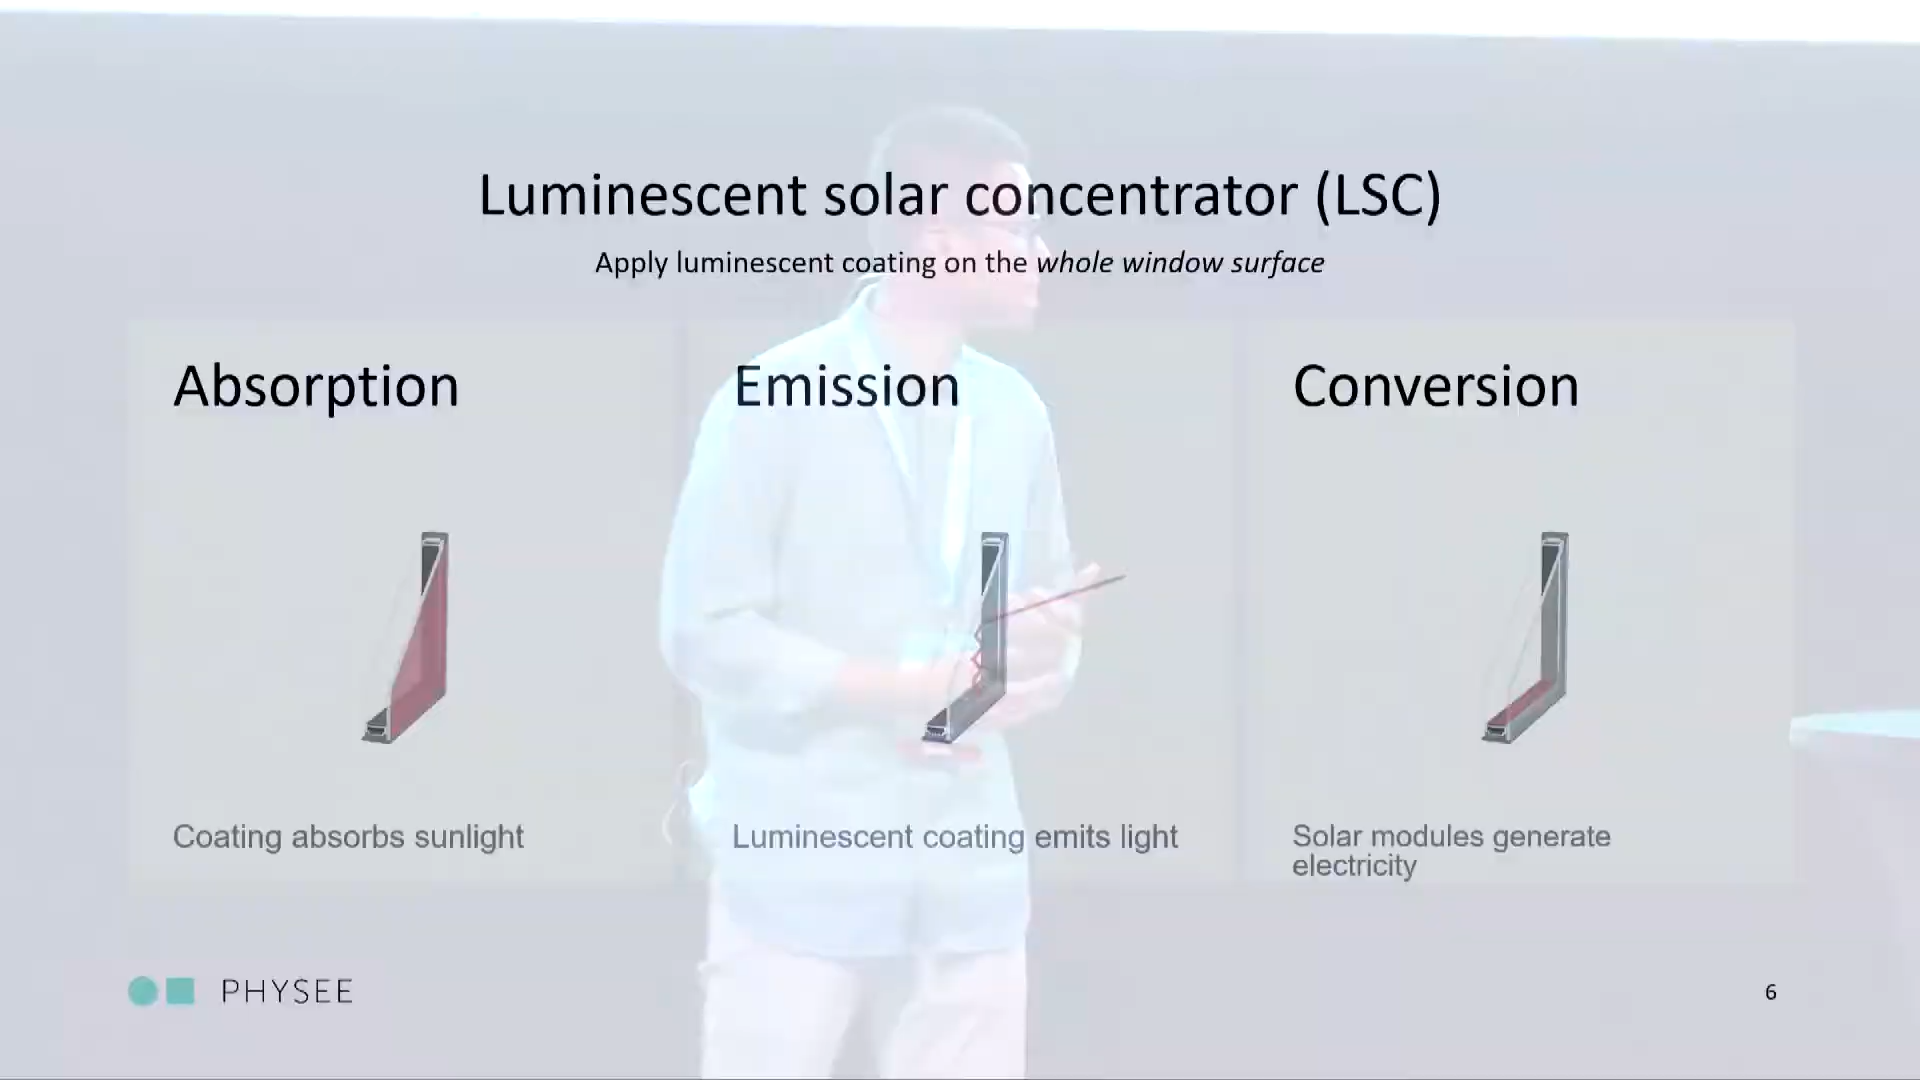 Luminescent solar concentrator (LSC)
Apply luminescent coating on the whole window surface
Absorption
Coating absorbs sunlight
Emission
Luminescent coating emits light
Conversion
Solar modules generate
electricity
PHYSEE
6